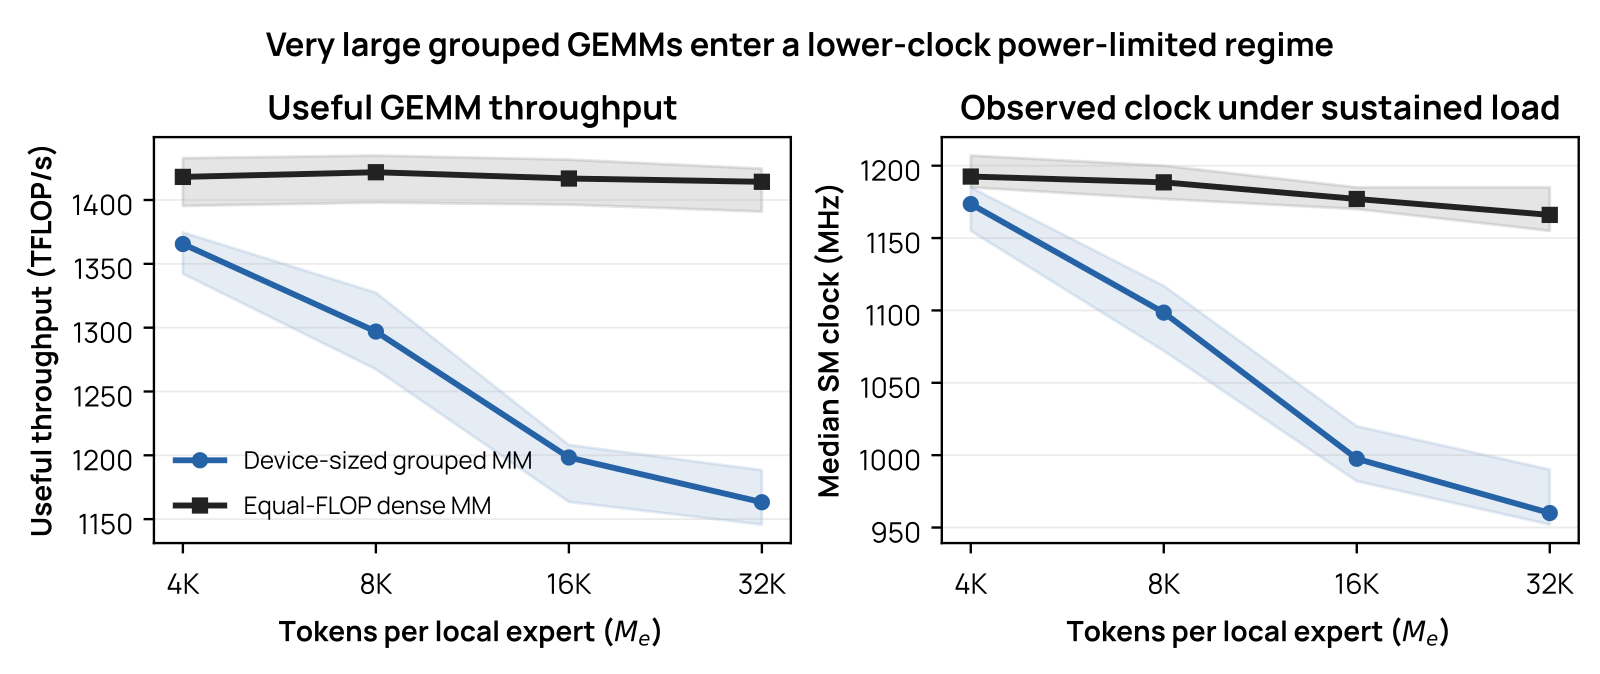 Very large grouped GEMMs enter a lower-clock power-limited regime
Useful GEMM throughput
Useful throughput (TFLOP/s)
1400
1350
1300
1250
1200
1150
Device-sized grouped MM
Equal-FLOP dense MM
4K 8K 16K 32K
Tokens per local expert (Mₑ)
Observed clock under sustained load
Median SM clock (MHz)
1200
1150
1100
1050
1000
950
4K 8K 16K 32K
Tokens per local expert (Mₑ)